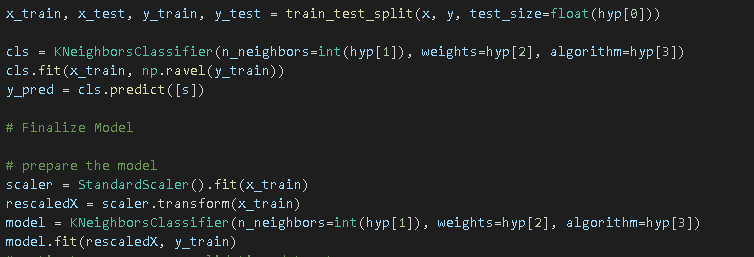 x_train, x_test, y_train, y_test = train_test_split(x, y, test_size=float(hyp[0]))
cls = KNeighborsClassifier(n_neighbors=int(hyp[1]), weights=hyp[2], algorithm=hyp[3])
cls.fit(x_train, np.ravel(y_train))
y_pred = cls.predict([s])
# Finalize Model
# prepare the model
scaler = StandardScaler().fit(x_train)
rescaledX = scaler.transform(x_train)
model = KNeighborsClassifier(n_neighbors=int(hyp[1]), weights=hyp[2], algorithm=hyp[3])
model.fit(rescaledX, y_train)